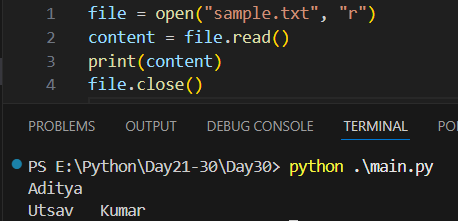 1 file = open("sample.txt", "r")
2 content = file.read()
3 print(content)
4 file.close()
PROBLEMS OUTPUT DEBUG CONSOLE TERMINAL
PS E:\Python\Day21-30\Day30> python .\main.py
Aditya
Utsav   Kumar